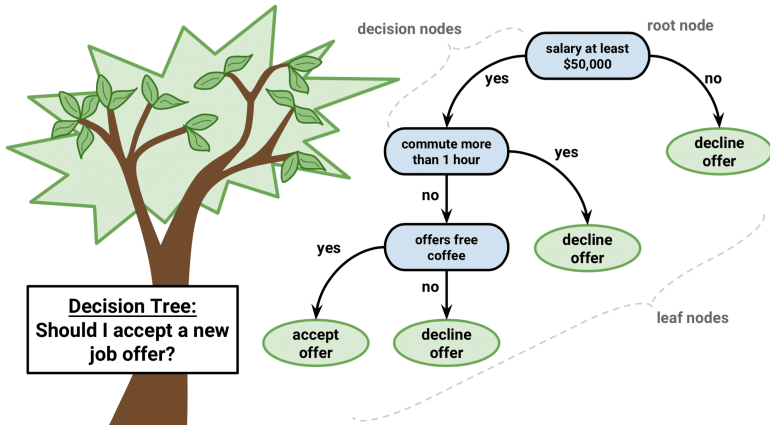 decision nodes
root node
salary at least
$50,000
yes
no
commute more
than 1 hour
yes
decline
offer
no
offers free
coffee
decline
offer
yes
no
Decision Tree:
Should I accept a new
job offer?
accept
offer
decline
offer
leaf nodes